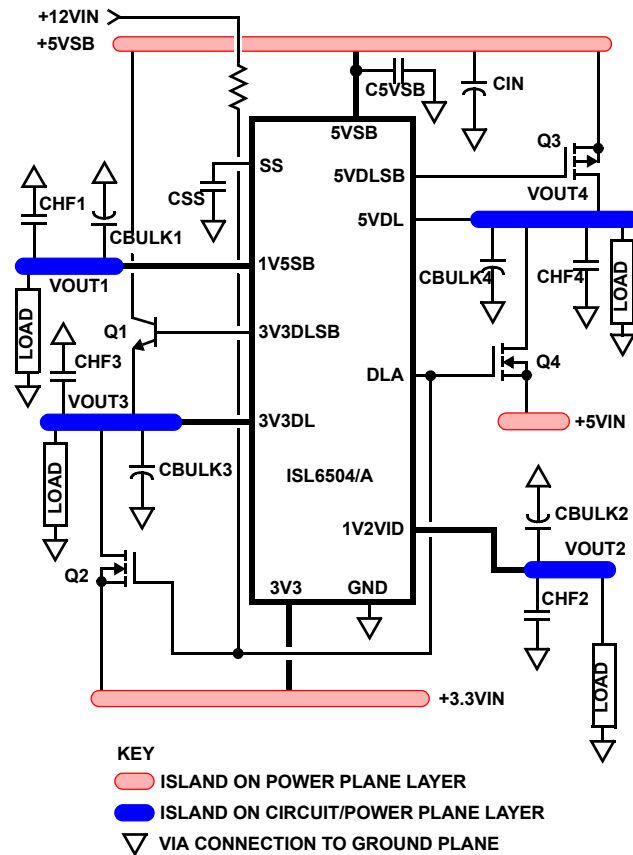 +12VIN
+5VSB
C5VSB
CIN
5VSB
Q3
SS
5VDLSB
VOUT4
CHF1
CSS
5VDL
CBULK1
1V5SB
CBULK4
CHF4
LOAD
VOUT1
LOAD
Q1
3V3DLSB
CHF3
Q4
DLA
VOUT3
3V3DL
+5VIN
LOAD
CBULK3
ISL6504/A
CBULK2
1V2VID
VOUT2
Q2
3V3
GND
CHF2
LOAD
+3.3VIN
KEY
ISLAND ON POWER PLANE LAYER
ISLAND ON CIRCUIT/POWER PLANE LAYER
VIA CONNECTION TO GROUND PLANE